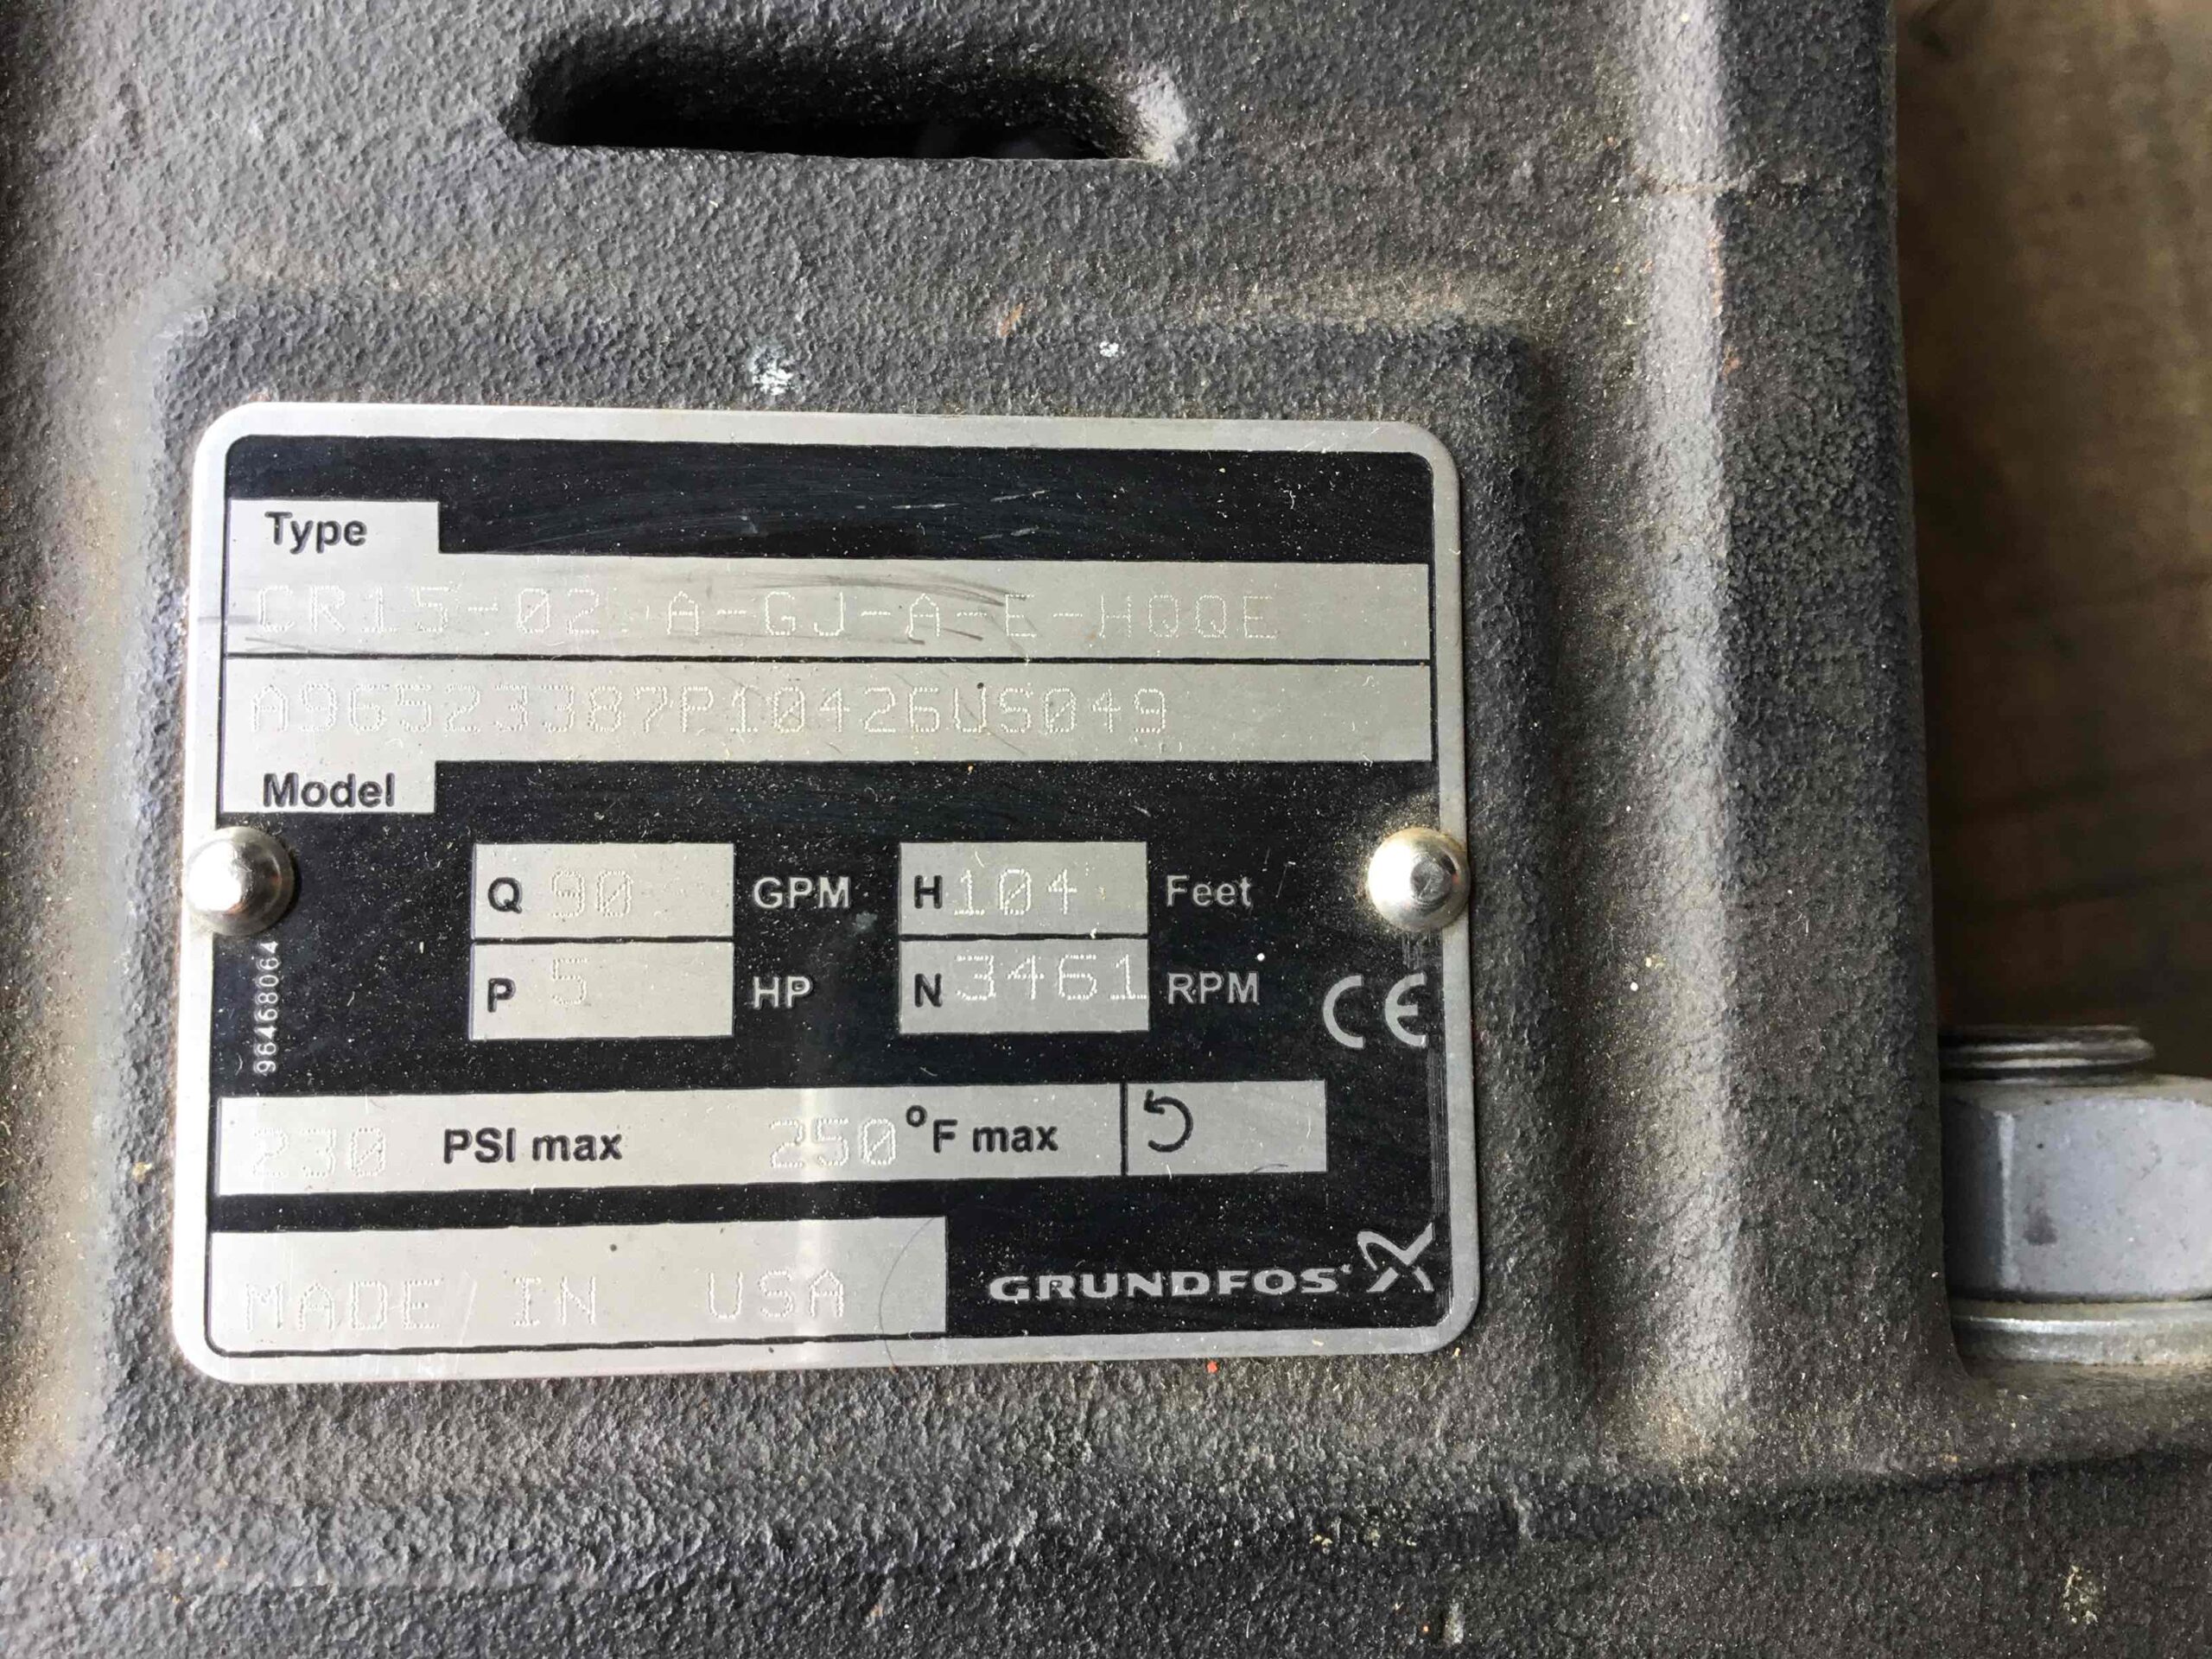 Type
CR15-02 A-GJ-A-E-HQQE
A96523387P10426US049
Model
Q 90 GPM H 104 Feet
P 5 HP N 3461 RPM
CE
96468064
230 PSI max 250 °F max
MADE IN USA
GRUNDFOS